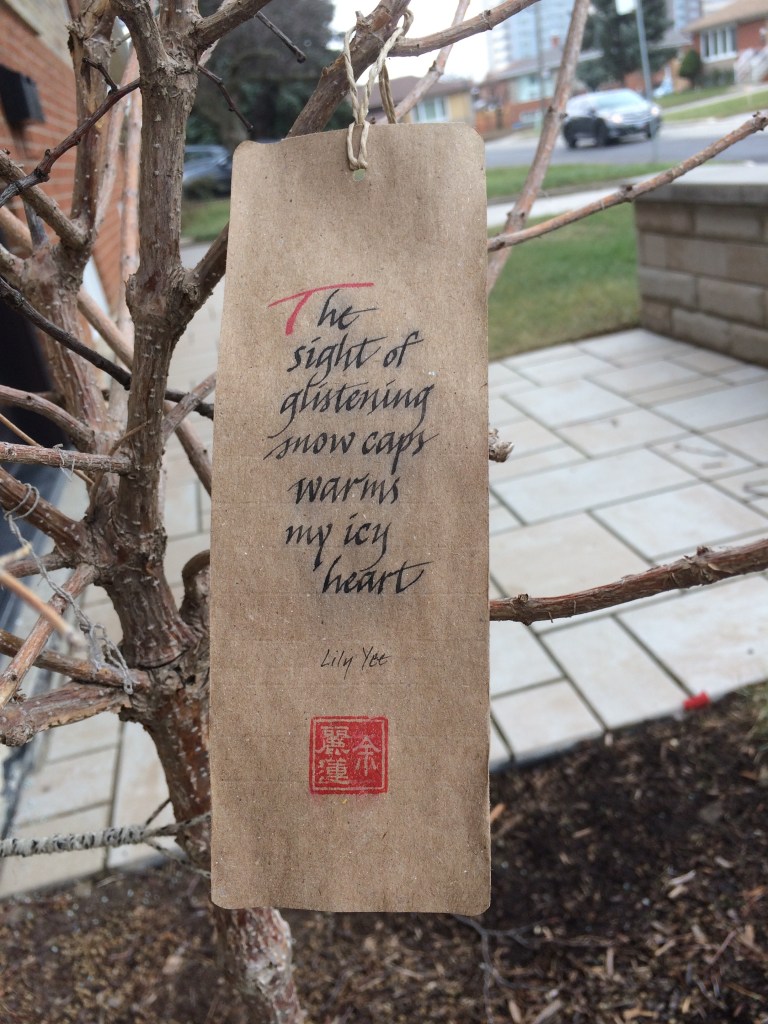 The
sight of
glistening
snow caps
warms
my icy
heart
Lily Yee
余
麗蓮